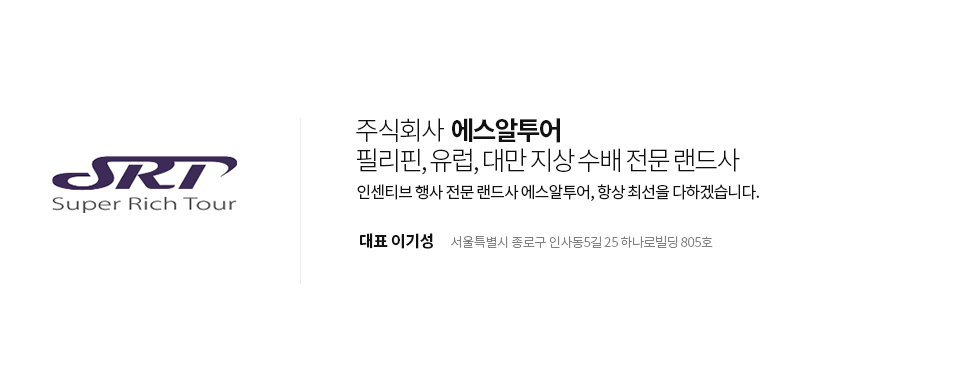 SRT
Super Rich Tour
주식회사 에스알투어
필리핀, 유럽, 대만 지상 수배 전문 랜드사
인센티브 행사 전문 랜드사 에스알투어, 항상 최선을 다하겠습니다.
대표 이기성 서울특별시 종로구 인사동5길 25 하나로빌딩 805호